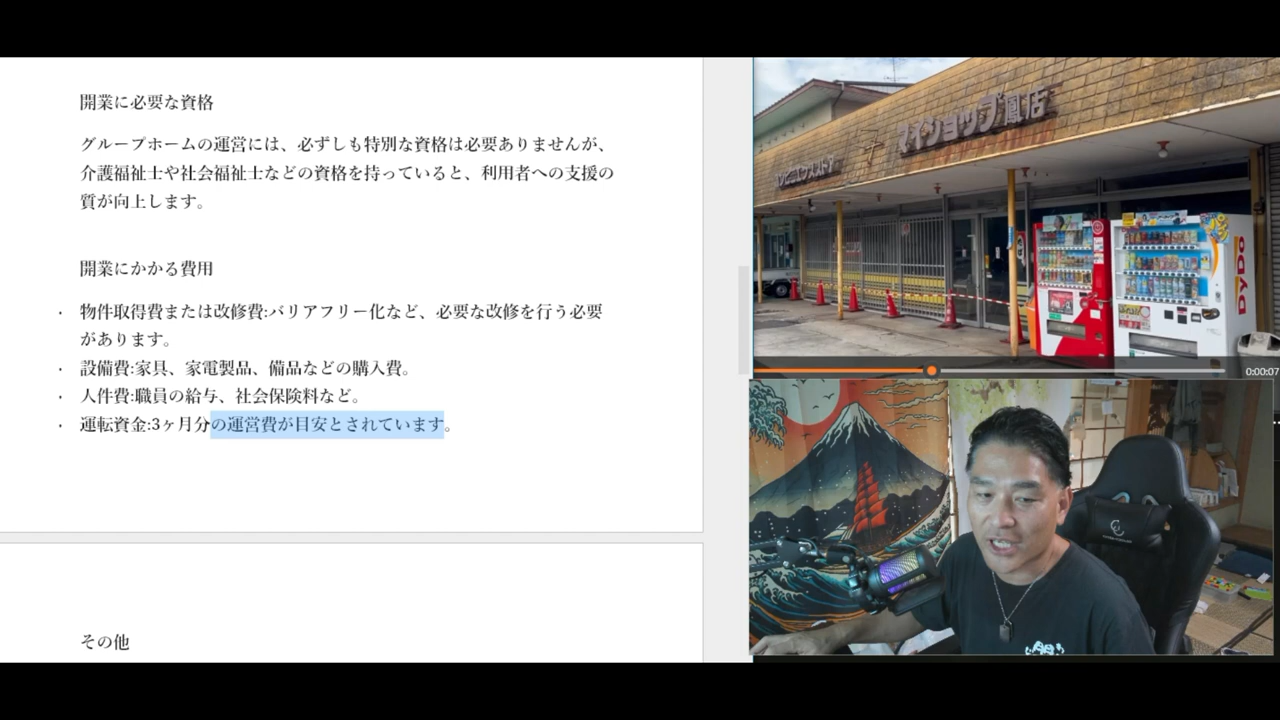 開業に必要な資格
グループホームの運営には、必ずしも特別な資格は必要ありませんが、
介護福祉士や社会福祉士などの資格を持っていると、利用者への支援の
質が向上します。
開業にかかる費用
・ 物件取得費または改修費:バリアフリー化など、必要な改修を行う必要
があります。
・ 設備費:家具、家電製品、備品などの購入費。
・ 人件費:職員の給与、社会保険料など。
・ 運転資金:3ヶ月分の運営費が目安とされています。
その他
マイショップ鳳店
DyDo
0:00:07